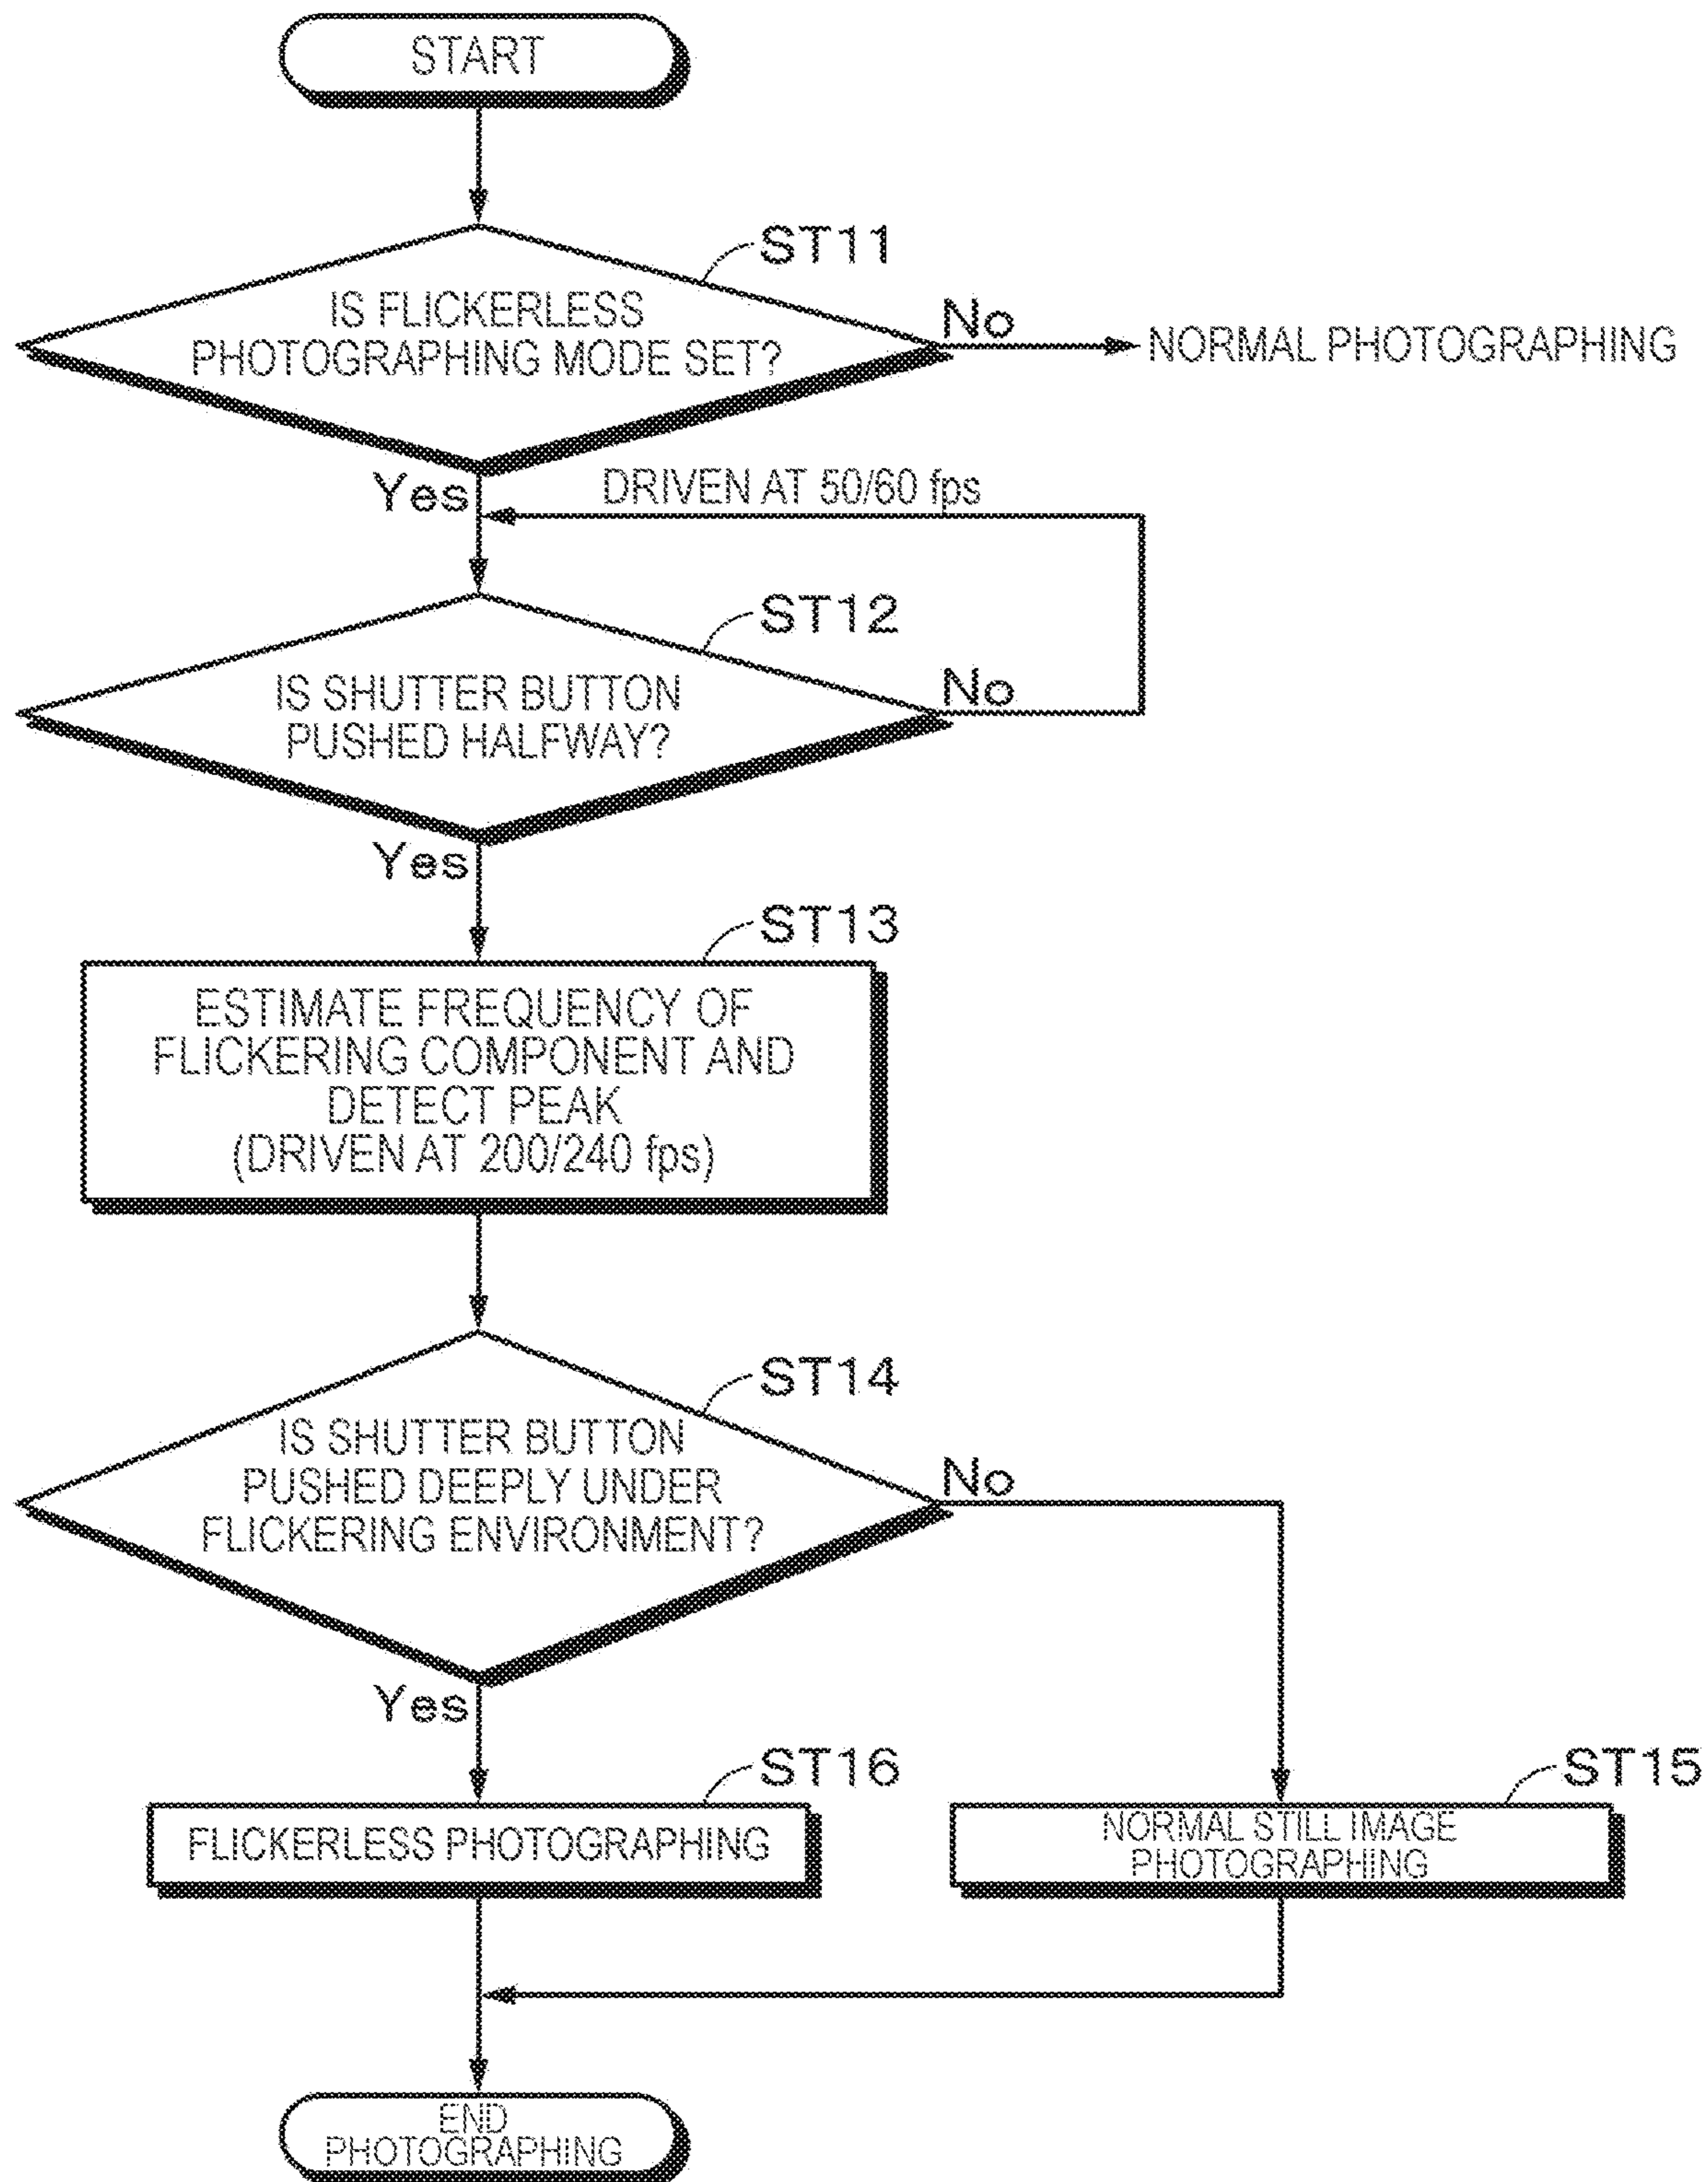 START
ST11
IS FLICKERLESS
PHOTOGRAPHING MODE SET?
No
NORMAL PHOTOGRAPHING
Yes
DRIVEN AT 50/60 fps
ST12
IS SHUTTER BUTTON
PUSHED HALFWAY?
No
Yes
ST13
ESTIMATE FREQUENCY OF
FLICKERING COMPONENT AND
DETECT PEAK
(DRIVEN AT 200/240 fps)
ST14
IS SHUTTER BUTTON
PUSHED DEEPLY UNDER
FLICKERING ENVIRONMENT?
No
Yes
ST16
FLICKERLESS PHOTOGRAPHING
ST15
NORMAL STILL IMAGE
PHOTOGRAPHING
END
PHOTOGRAPHING